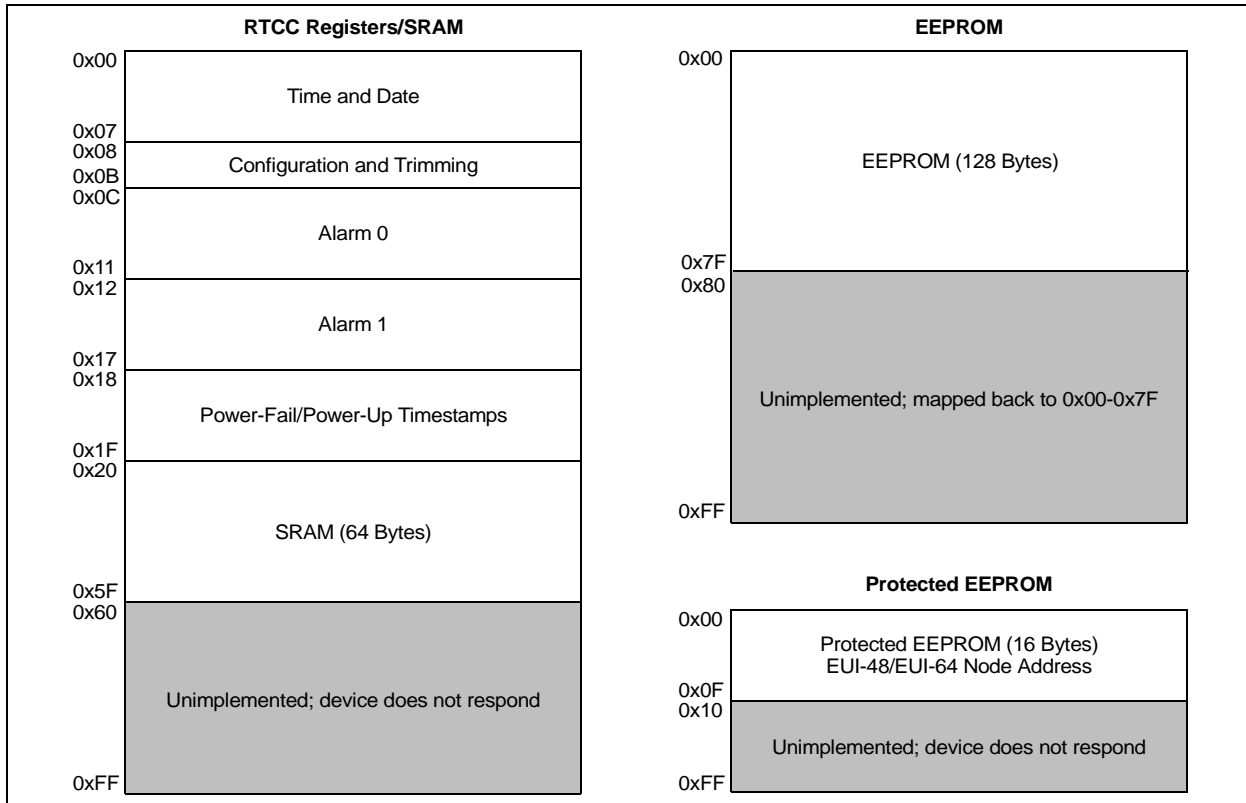 RTCC Registers/SRAM
0x00
Time and Date
0x07
0x08
Configuration and Trimming
0x0B
0x0C
Alarm 0
0x11
0x12
Alarm 1
0x17
0x18
Power-Fail/Power-Up Timestamps
0x1F
0x20
SRAM (64 Bytes)
0x5F
0x60
Unimplemented; device does not respond
0xFF
EEPROM
0x00
EEPROM (128 Bytes)
0x7F
0x80
Unimplemented; mapped back to 0x00-0x7F
0xFF
Protected EEPROM
0x00
Protected EEPROM (16 Bytes)
EUI-48/EUI-64 Node Address
0x0F
0x10
Unimplemented; device does not respond
0xFF